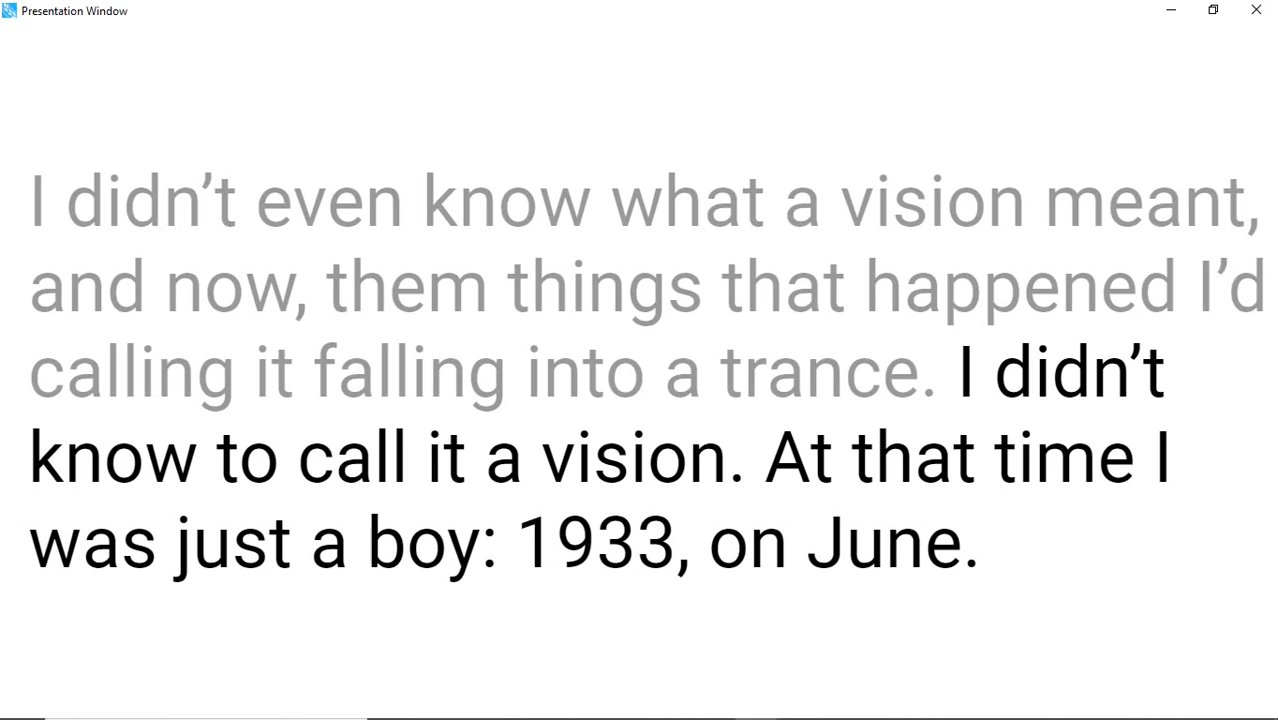 Presentation Window
I didn’t even know what a vision meant,
and now, them things that happened I’d
calling it falling into a trance. I didn’t
know to call it a vision. At that time I
was just a boy: 1933, on June.